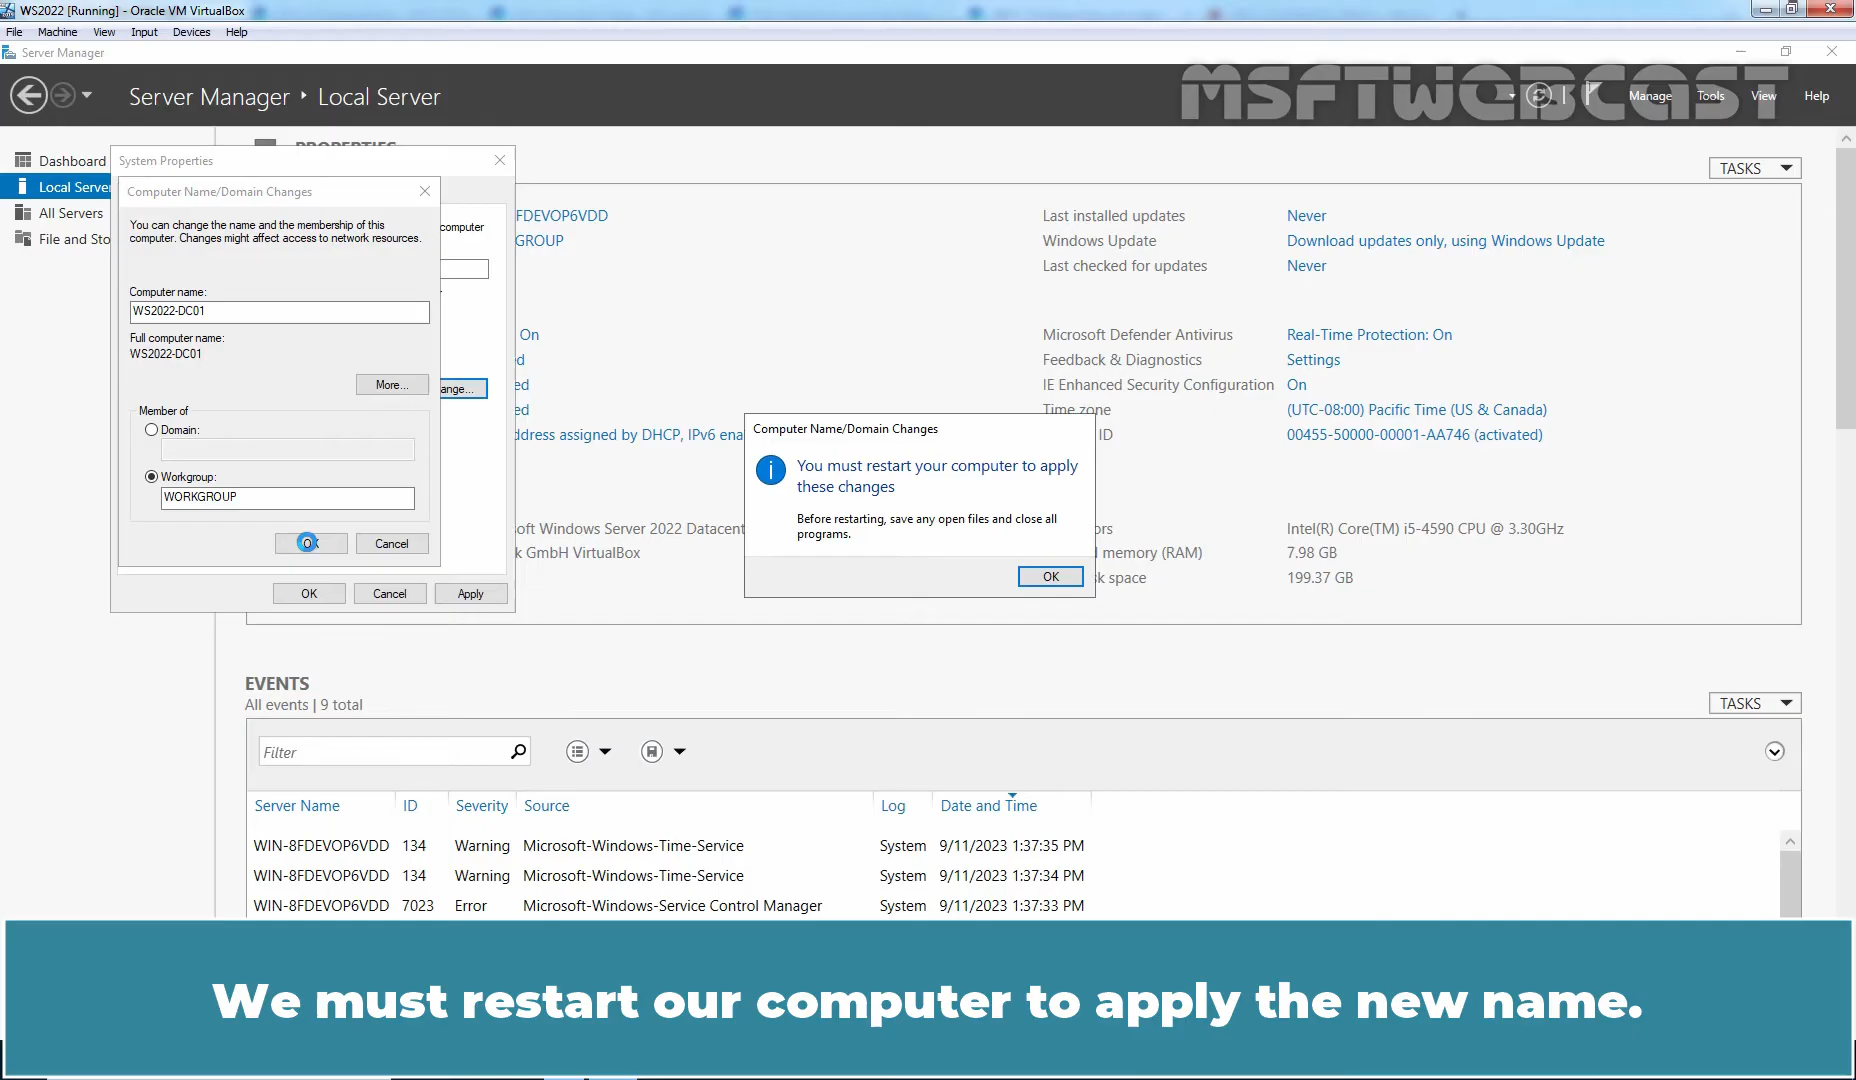 WS2022 [Running] - Oracle VM VirtualBox
File Machine View Input Devices Help
Server Manager
Server Manager Local Server
MSFTWEBCAST
Manage Tools View Help
Dashboard
Local Server
All Servers
File and Sto
PROPERTIES
TASKS
System Properties
Computer Name/Domain Changes
You can change the name and the membership of this
computer. Changes might affect access to network resources.
Computer name:
WS2022-DC01
Full computer name:
WS2022-DC01
More...
Member of
Domain:
Workgroup:
WORKGROUP
OK Cancel
OK Cancel Apply
computer
ange...
FDEVOP6VDD
GROUP
On
ed
ed
ed
ddress assigned by DHCP, IPv6 ena
soft Windows Server 2022 Datacent
k GmbH VirtualBox
Last installed updates Never
Windows Update Download updates only, using Windows Update
Last checked for updates Never
Microsoft Defender Antivirus Real-Time Protection: On
Feedback & Diagnostics Settings
IE Enhanced Security Configuration On
Time zone (UTC-08:00) Pacific Time (US & Canada)
ID 00455-50000-00001-AA746 (activated)
ors Intel(R) Core(TM) i5-4590 CPU @ 3.30GHz
memory (RAM) 7.98 GB
sk space 199.37 GB
Computer Name/Domain Changes
You must restart your computer to apply
these changes
Before restarting, save any open files and close all
programs.
OK
EVENTS
All events | 9 total
TASKS
Filter
Server Name ID Severity Source Log Date and Time
WIN-8FDEVOP6VDD 134 Warning Microsoft-Windows-Time-Service System 9/11/2023 1:37:35 PM
WIN-8FDEVOP6VDD 134 Warning Microsoft-Windows-Time-Service System 9/11/2023 1:37:34 PM
WIN-8FDEVOP6VDD 7023 Error Microsoft-Windows-Service Control Manager System 9/11/2023 1:37:33 PM
We must restart our computer to apply the new name.